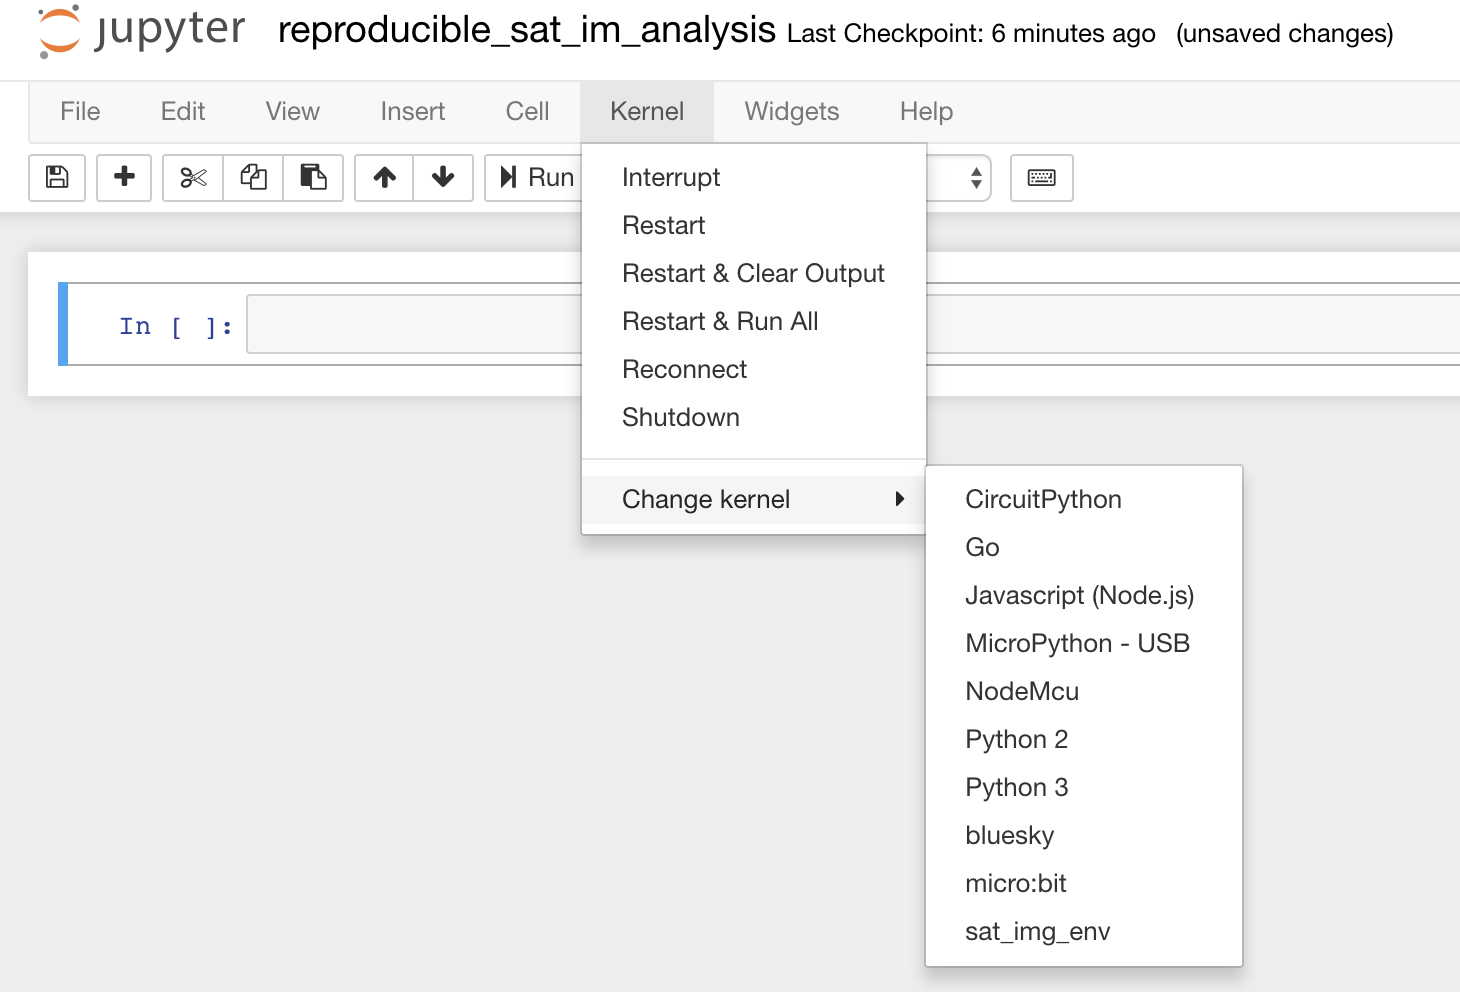 jupyter reproducible_sat_im_analysis Last Checkpoint: 6 minutes ago (unsaved changes)
File Edit View Insert Cell Kernel Widgets Help
Run
Interrupt
Restart
Restart & Clear Output
Restart & Run All
Reconnect
Shutdown
Change kernel
In [ ]:
CircuitPython
Go
Javascript (Node.js)
MicroPython - USB
NodeMcu
Python 2
Python 3
bluesky
micro:bit
sat_img_env